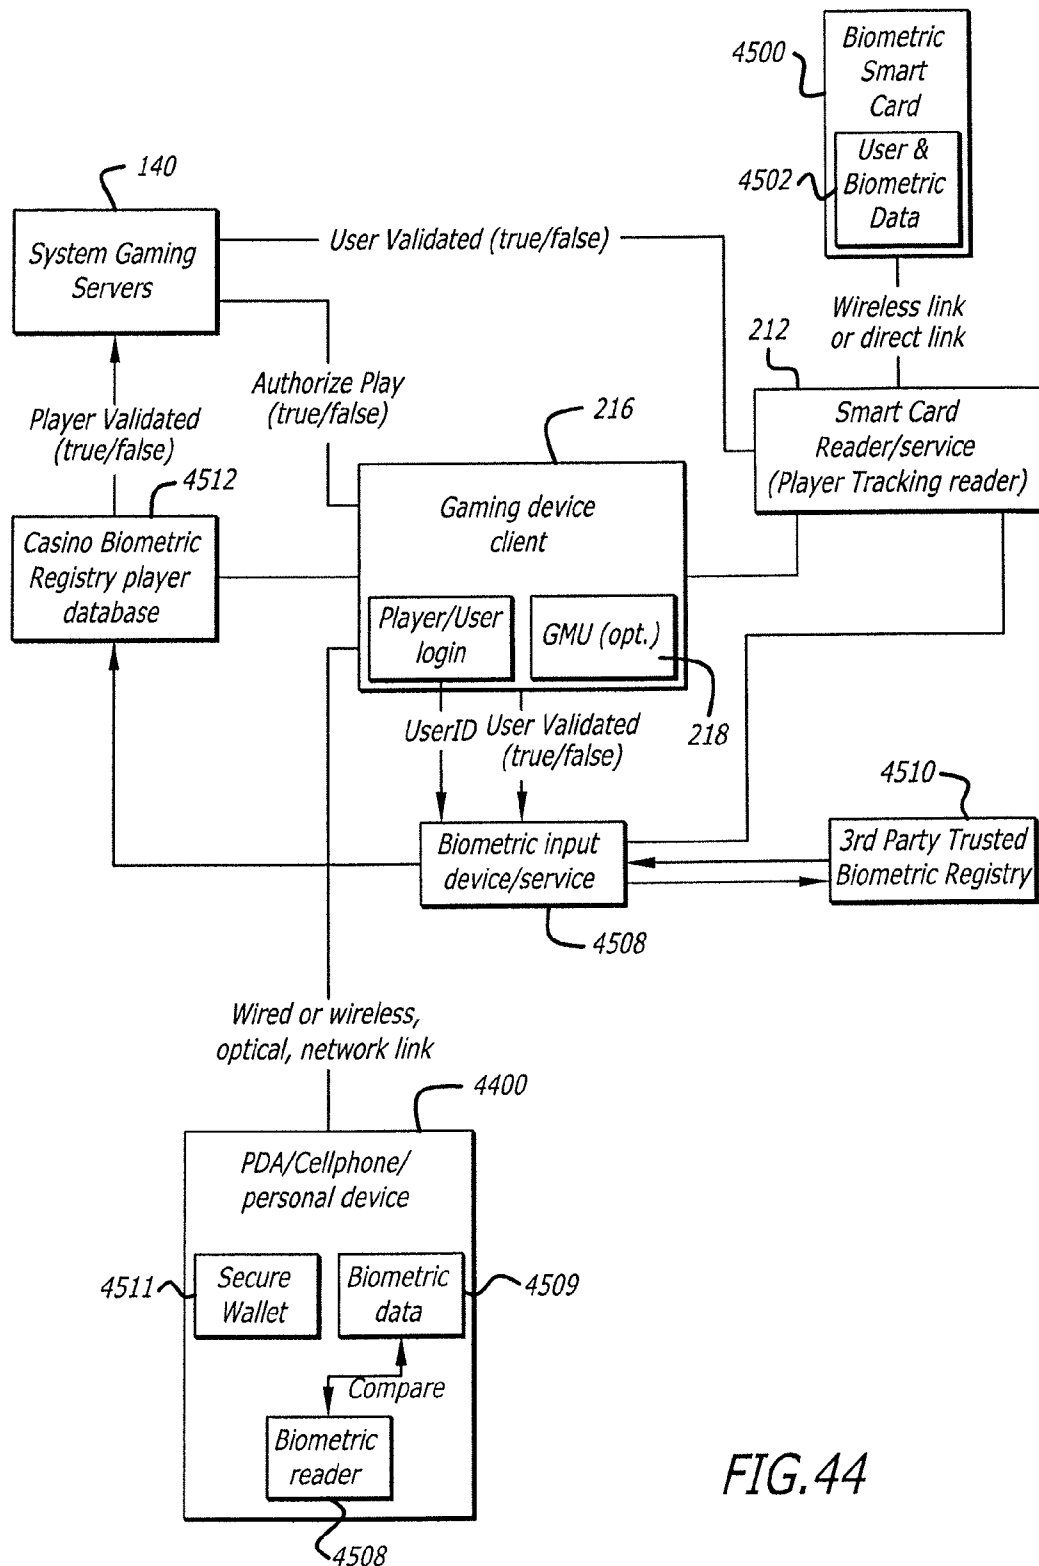 4500
Biometric
Smart
Card
4502
User &
Biometric
Data
140
System Gaming
Servers
User Validated (true/false)
Wireless link
or direct link
212
Authorize Play
(true/false)
Player Validated
(true/false)
216
Smart Card
Reader/service
(Player Tracking reader)
4512
Casino Biometric
Registry player
database
Gaming device
client
Player/User
login
GMU (opt.)
218
UserID
User Validated
(true/false)
4510
Biometric input
device/service
3rd Party Trusted
Biometric Registry
4508
Wired or wireless,
optical, network link
4400
PDA/Cellphone/
personal device
4511
Secure
Wallet
Biometric
data
4509
Compare
Biometric
reader
4508
FIG.44